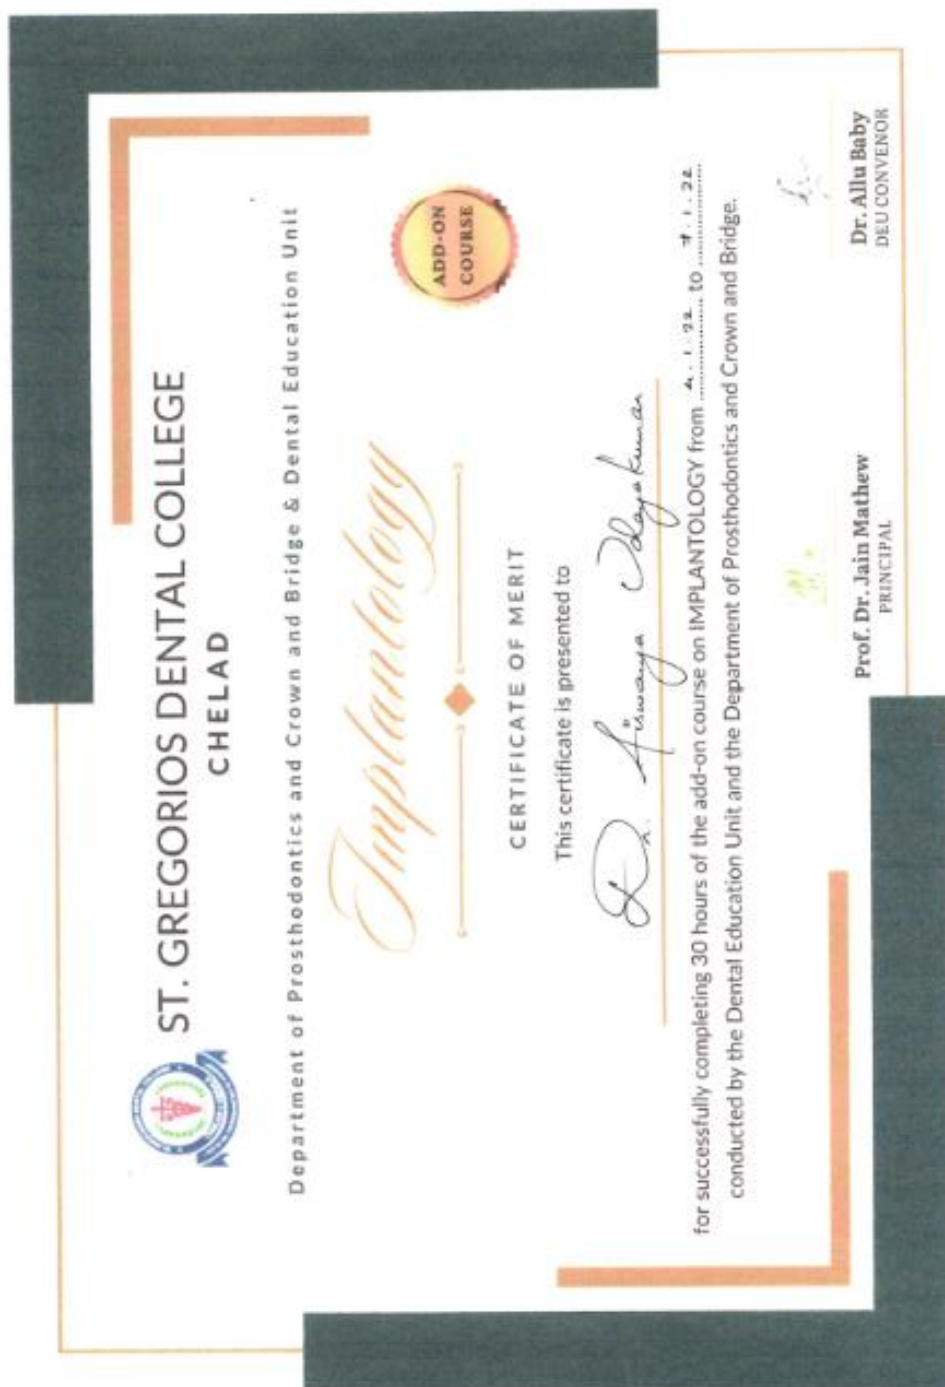 ST. GREGORIOS DENTAL COLLEGE
CHELAD
Department of Prosthodontics and Crown and Bridge & Dental Education Unit
Implantology
ADD-ON
COURSE
CERTIFICATE OF MERIT
This certificate is presented to
Dr. Aiswarya Udayakumar
for successfully completing 30 hours of the add-on course on IMPLANTOLOGY from 4.1.22 to 7.1.22
conducted by the Dental Education Unit and the Department of Prosthodontics and Crown and Bridge.
Prof. Dr. Jain Mathew
PRINCIPAL
Dr. Allu Baby
DEU CONVENOR